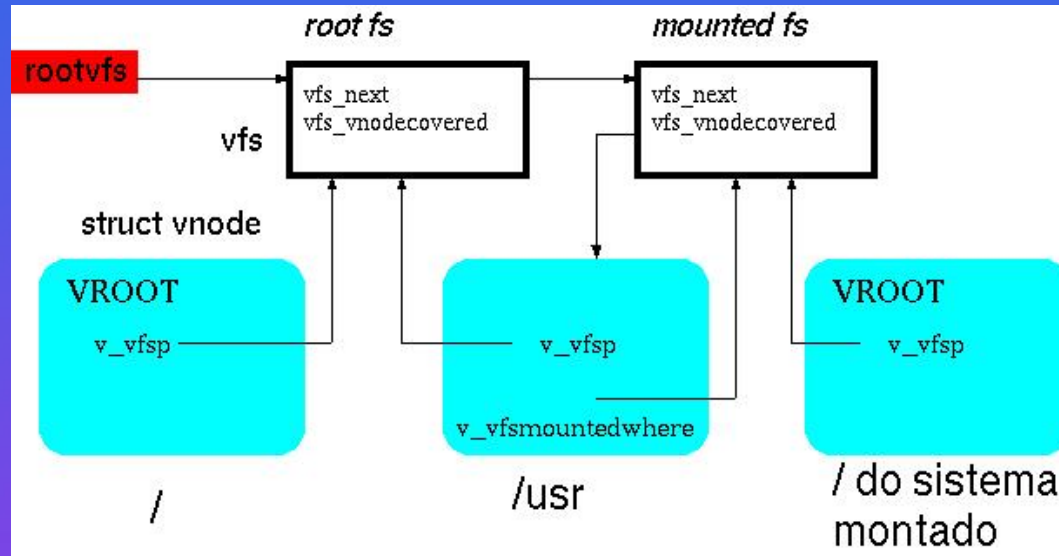 root fs
mounted fs
rootvfs
vfs_next
vfs_vnodecovered
vfs_next
vfs_vnodecovered
vfs
struct vnode
VROOT
v_vfsp
v_vfsp
v_vfsmountedwhere
VROOT
v_vfsp
/
/usr
/ do sistema
montado